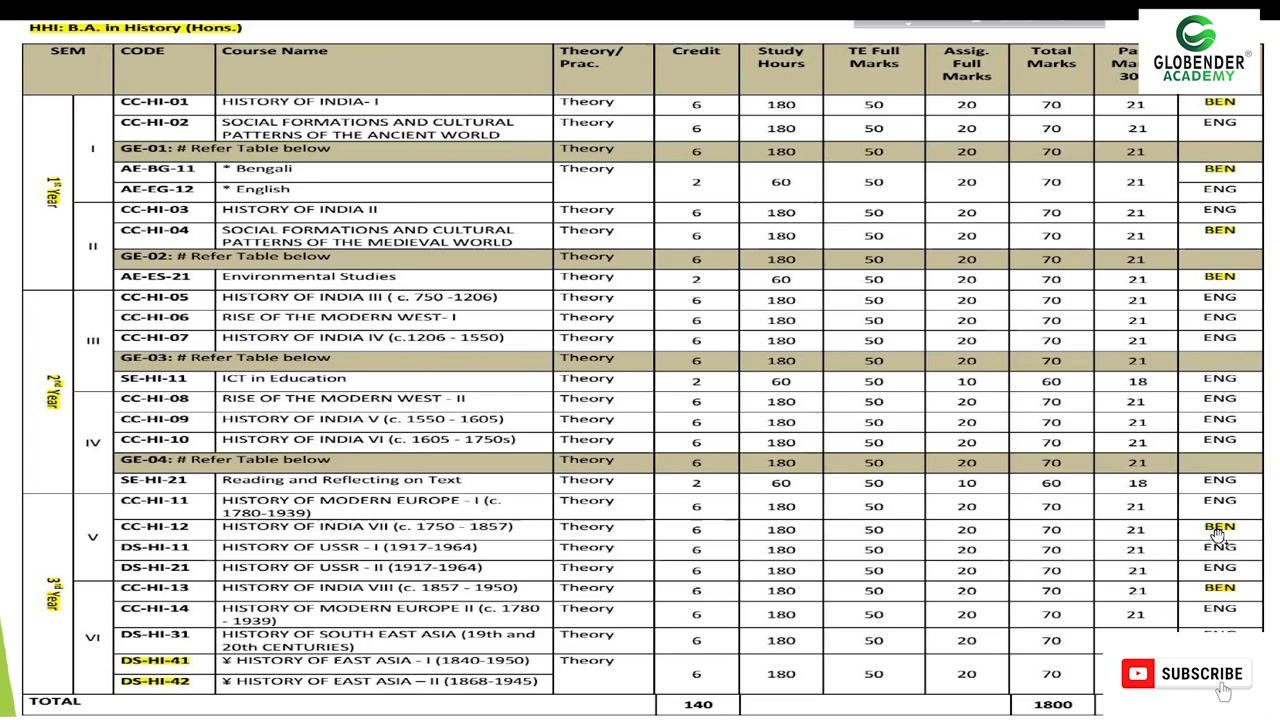 HHI: B.A. in History (Hons.)
GLOBENDER ®
ACADEMY
SEM CODE Course Name Theory/ Prac. Credit Study Hours TE Full Marks Assig. Full Marks Total Marks
1st Year
I
CC-HI-01 HISTORY OF INDIA- I Theory 6 180 50 20 70 21 BEN
CC-HI-02 SOCIAL FORMATIONS AND CULTURAL Theory 6 180 50 20 70 21 ENG
PATTERNS OF THE ANCIENT WORLD
GE-01: # Refer Table below Theory 6 180 50 20 70 21
AE-BG-11 * Bengali Theory 2 60 50 20 70 21 BEN
AE-EG-12 * English ENG
II
CC-HI-03 HISTORY OF INDIA II Theory 6 180 50 20 70 21 ENG
CC-HI-04 SOCIAL FORMATIONS AND CULTURAL Theory 6 180 50 20 70 21 BEN
PATTERNS OF THE MEDIEVAL WORLD
GE-02: # Refer Table below Theory 6 180 50 20 70 21
AE-ES-21 Environmental Studies Theory 2 60 50 20 70 21 BEN
2nd Year
III
CC-HI-05 HISTORY OF INDIA III ( c. 750 -1206) Theory 6 180 50 20 70 21 ENG
CC-HI-06 RISE OF THE MODERN WEST- I Theory 6 180 50 20 70 21 ENG
CC-HI-07 HISTORY OF INDIA IV (c.1206 - 1550) Theory 6 180 50 20 70 21 ENG
GE-03: # Refer Table below Theory 6 180 50 20 70 21
SE-HI-11 ICT in Education Theory 2 60 50 10 60 18 ENG
IV
CC-HI-08 RISE OF THE MODERN WEST - II Theory 6 180 50 20 70 21 ENG
CC-HI-09 HISTORY OF INDIA V (c. 1550 - 1605) Theory 6 180 50 20 70 21 ENG
CC-HI-10 HISTORY OF INDIA VI (c. 1605 - 1750s) Theory 6 180 50 20 70 21 ENG
GE-04: # Refer Table below Theory 6 180 50 20 70 21
SE-HI-21 Reading and Reflecting on Text Theory 2 60 50 10 60 18 ENG
3rd Year
V
CC-HI-11 HISTORY OF MODERN EUROPE - I (c. Theory 6 180 50 20 70 21 ENG
1780-1939)
CC-HI-12 HISTORY OF INDIA VII (c. 1750 - 1857) Theory 6 180 50 20 70 21 BEN
DS-HI-11 HISTORY OF USSR - I (1917-1964) Theory 6 180 50 20 70 21 ENG
DS-HI-21 HISTORY OF USSR - II (1917-1964) Theory 6 180 50 20 70 21 ENG
VI
CC-HI-13 HISTORY OF INDIA VIII (c. 1857 - 1950) Theory 6 180 50 20 70 21 BEN
CC-HI-14 HISTORY OF MODERN EUROPE II (c. 1780 Theory 6 180 50 20 70 21 ENG
- 1939)
DS-HI-31 HISTORY OF SOUTH EAST ASIA (19th and Theory 6 180 50 20 70
20th CENTURIES)
DS-HI-41 ¥ HISTORY OF EAST ASIA - I (1840-1950) Theory 6 180 50 20 70
DS-HI-42 ¥ HISTORY OF EAST ASIA – II (1868-1945)
TOTAL 140 1800
SUBSCRIBE